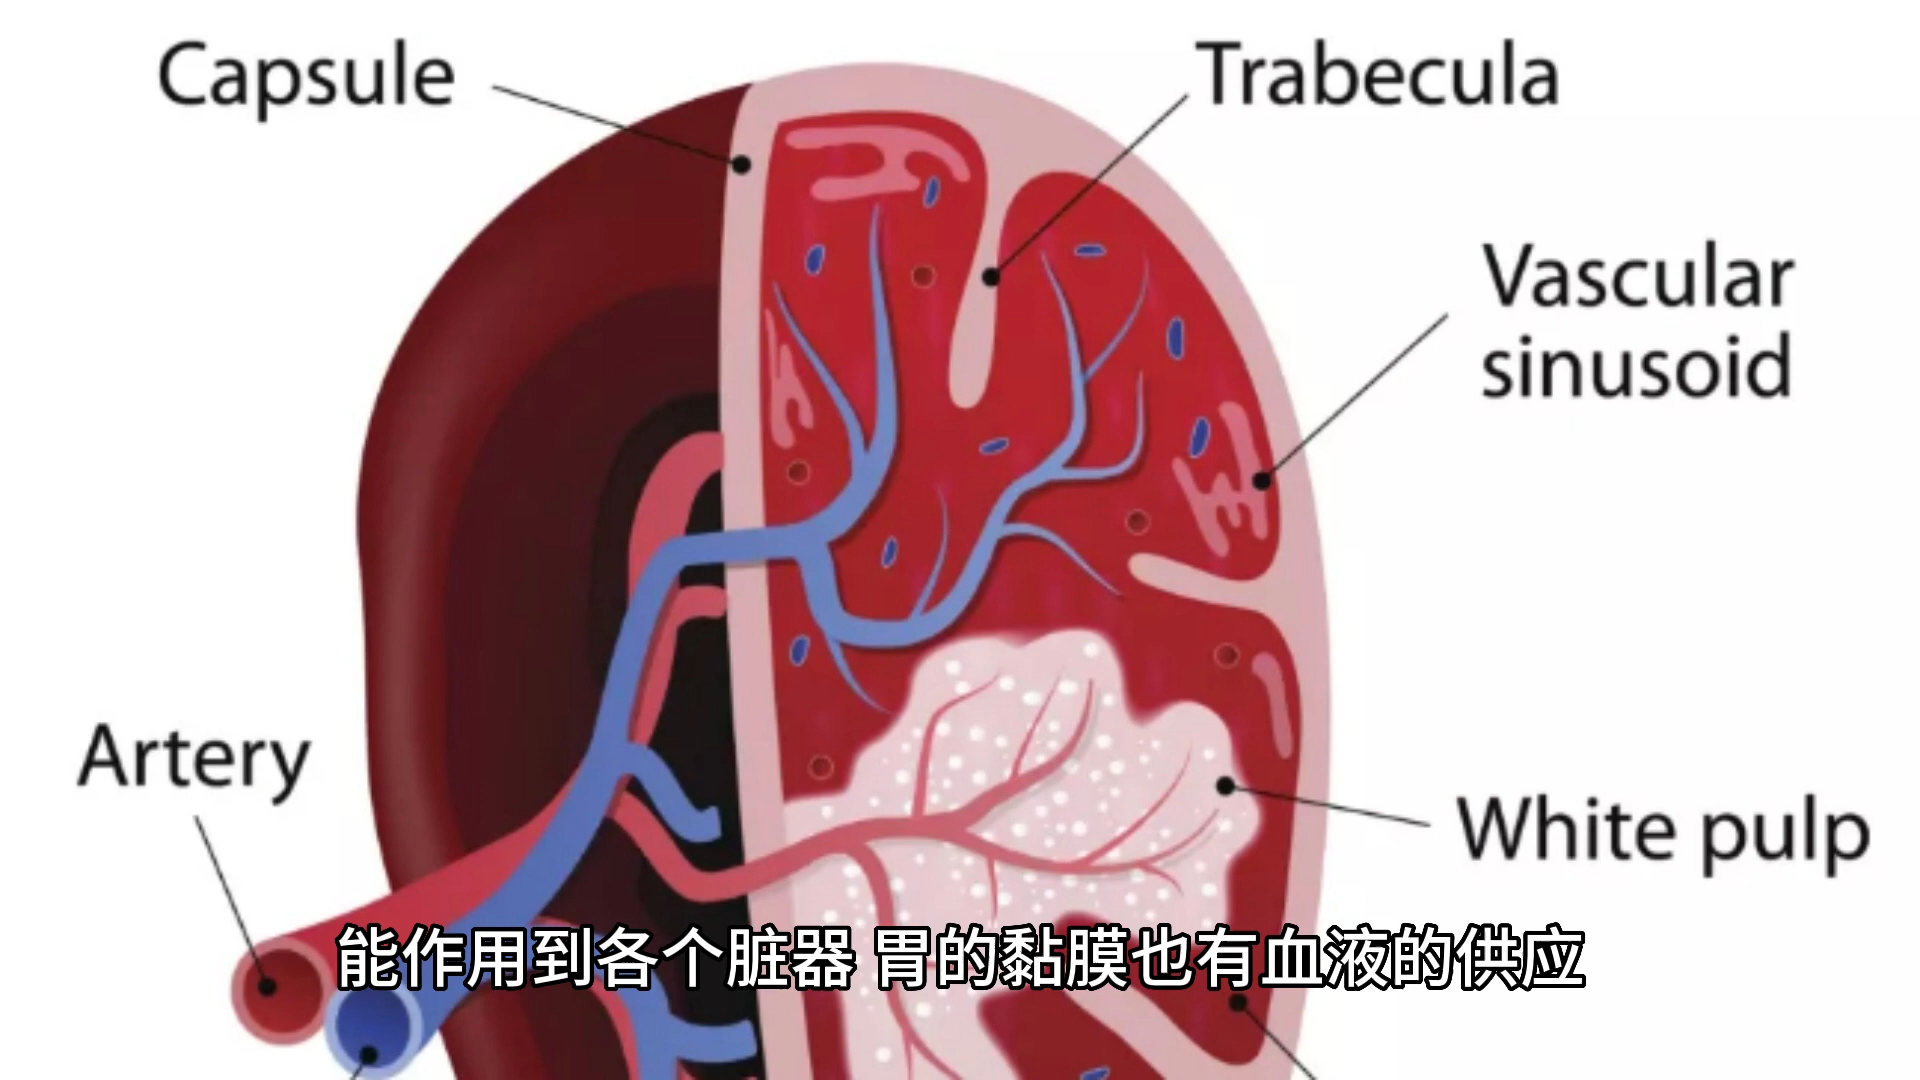 Capsule
Trabecula
Vascular
sinusoid
Artery
White pulp
能作用到各个脏器 胃的黏膜也有血液的供应